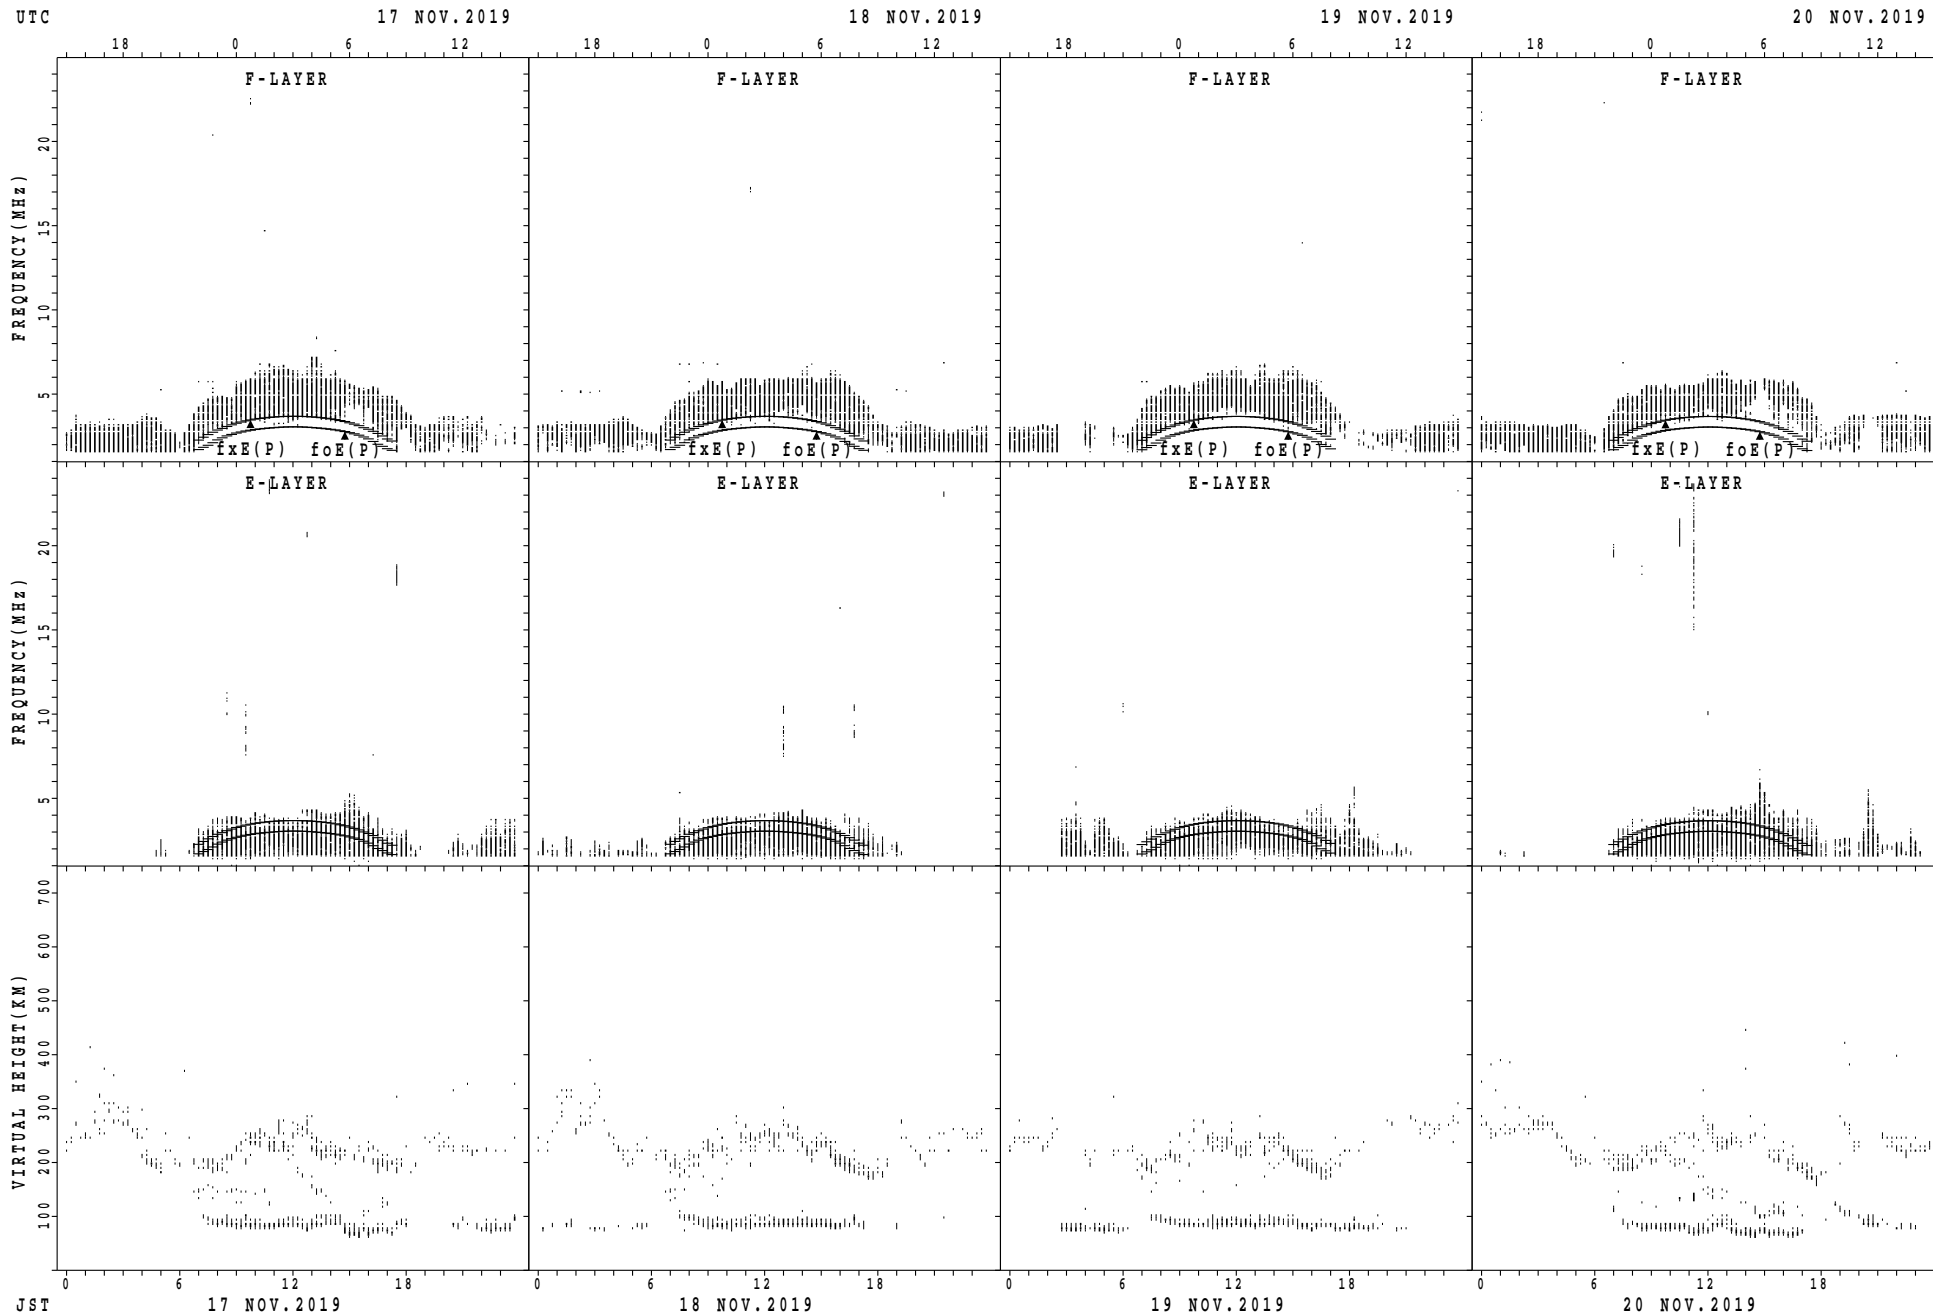 UTC 17 NOV.2019 18 NOV.2019 19 NOV.2019 20 NOV.2019
18 0 6 12 18 0 6 12 18 0 6 12 18 0 6 12
F-LAYER F-LAYER F-LAYER F-LAYER
FREQUENCY(MHz)
20
15
10
5
fxE(P) foE(P) fxE(P) foE(P) fxE(P) foE(P) fxE(P) foE(P)
E-LAYER E-LAYER E-LAYER E-LAYER
FREQUENCY(MHz)
20
15
10
5
VIRTUAL HEIGHT(KM)
700
600
500
400
300
200
100
0 6 12 18 0 6 12 18 0 6 12 18 0 6 12 18
JST 17 NOV.2019 18 NOV.2019 19 NOV.2019 20 NOV.2019